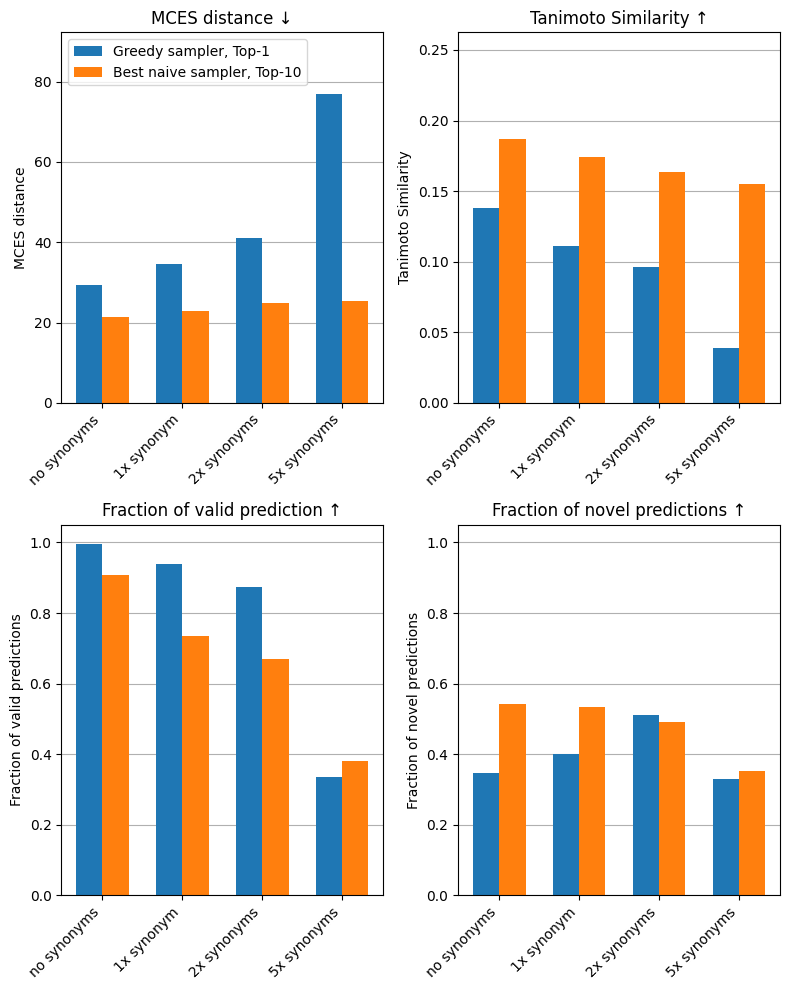 MCES distance ↓
Greedy sampler, Top-1
Best naive sampler, Top-10
MCES distance
80
60
40
20
0
no synonyms
1x synonym
2x synonyms
5x synonyms
Tanimoto Similarity ↑
Tanimoto Similarity
0.25
0.20
0.15
0.10
0.05
0.00
no synonyms
1x synonym
2x synonyms
5x synonyms
Fraction of valid prediction ↑
Fraction of valid predictions
1.0
0.8
0.6
0.4
0.2
0.0
no synonyms
1x synonym
2x synonyms
5x synonyms
Fraction of novel predictions ↑
Fraction of novel predictions
1.0
0.8
0.6
0.4
0.2
0.0
no synonyms
1x synonym
2x synonyms
5x synonyms